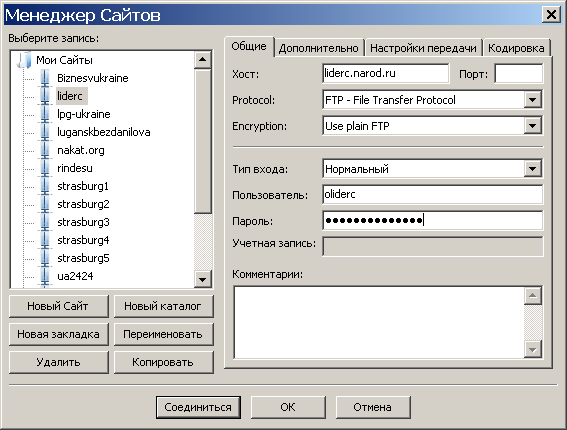 Менеджер Сайтов
Выберите запись:
Мои Сайты
Biznesvukraine
liderc
lpg-ukraine
luganskbezdanilova
nakat.org
rindesu
strasburg1
strasburg2
strasburg3
strasburg4
strasburg5
ua2424
Новый Сайт Новый каталог
Новая закладка Переименовать
Удалить Копировать
Общие Дополнительно Настройки передачи Кодировка
Хост: liderc.narod.ru Порт:
Protocol: FTP - File Transfer Protocol
Encryption: Use plain FTP
Тип входа: Нормальный
Пользователь: oliderc
Пароль: ●●●●●●●●●●●●●●
Учетная запись:
Комментарии:
Соединиться OK Отмена